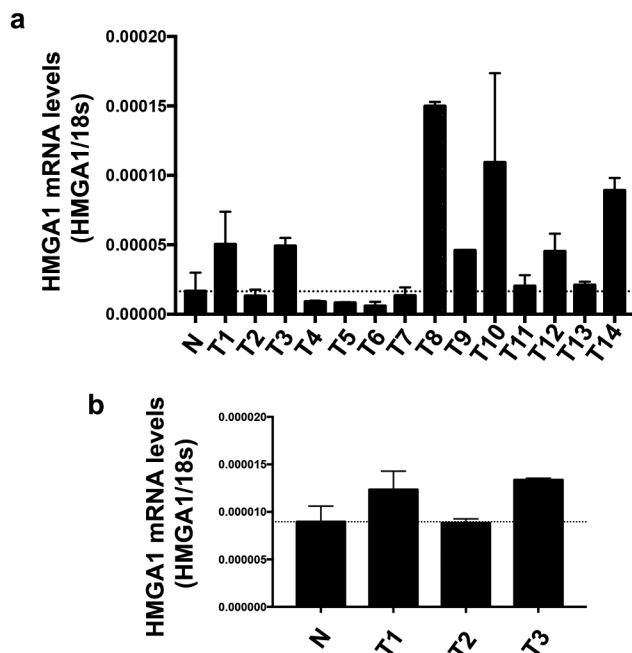 a
HMGA1 mRNA levels
(HMGA1/18s)
0.00020
0.00015
0.00010
0.00005
0.00000
N T1 T2 T3 T4 T5 T6 T7 T8 T9 T10 T11 T12 T13 T14
b
HMGA1 mRNA levels
(HMGA1/18s)
0.000020
0.000015
0.000010
0.000005
0.000000
N T1 T2 T3